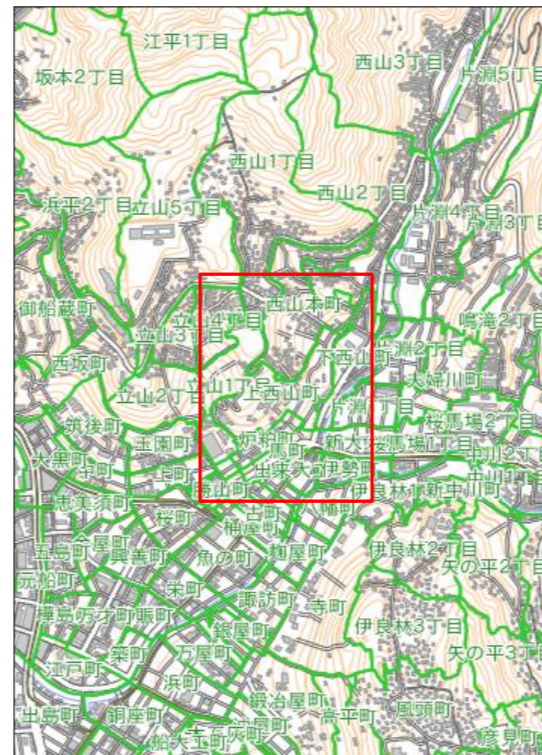 江平1丁目
西山3丁目
坂本2丁目
片淵5丁目
西山1丁目
西山2丁目
浜平2丁目
立山5丁目
片淵4丁目
片淵3丁目
御船蔵町
西山本町
立山4丁目
鳴滝2丁目
立山3丁目
下西山町
片淵2丁目
西坂町
立山1丁目
上西山町
夫婦川町
立山2丁目
筑後町
桜馬場2丁目
玉園町
炉粕町
馬町
新大
桜馬場1丁目
中川2丁目
大黒町
上町
出来大
伊勢町
中川1丁目
恵美須町
勝山町
八幡町
伊良林1
新中川町
桜町
古町
桶屋町
五島町
金屋町
興善町
魚の町
麹屋町
伊良林2丁目
矢の平2丁目
元船町
栄町
諏訪町
寺町
樺島町
万才町
賑町
銀屋町
伊良林3丁目
江戸町
築町
万屋町
矢の平3丁目
浜町
鍛冶屋町
出島町
銅座町
高平町
風頭町
船大工町
油屋町
彦見町